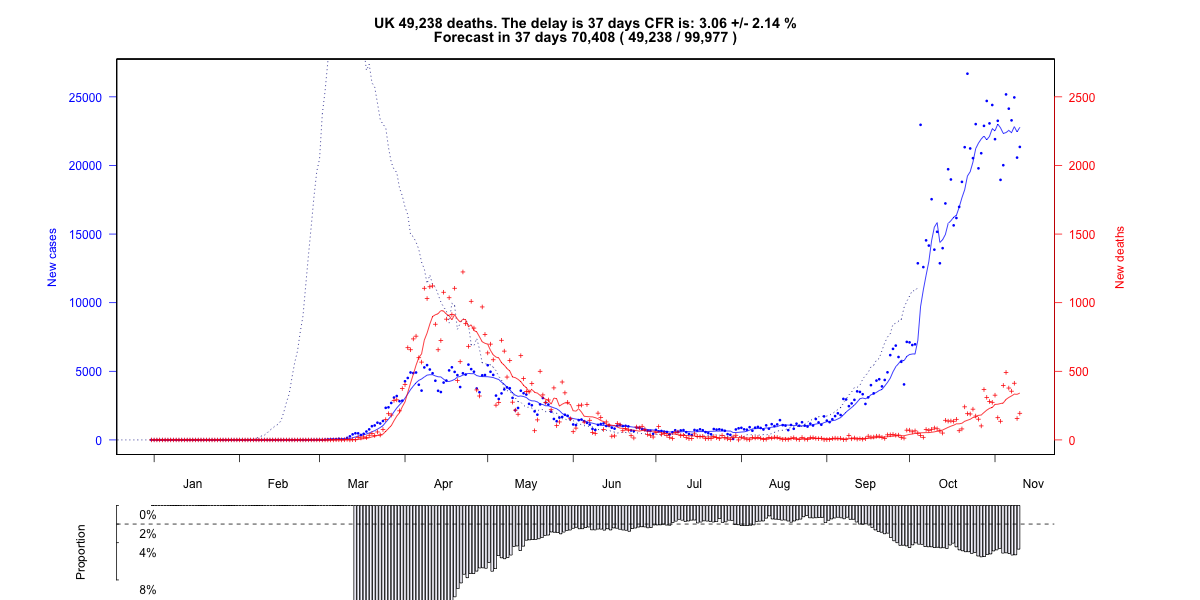 UK 49,238 deaths. The delay is 37 days CFR is: 3.06 +/- 2.14 %
Forecast in 37 days 70,408 ( 49,238 / 99,977 )
25000
20000
15000
10000
5000
0
New cases
2500
2000
1500
1000
500
0
New deaths
Jan Feb Mar Apr May Jun Jul Aug Sep Oct Nov
Proportion
0%
2%
4%
8%